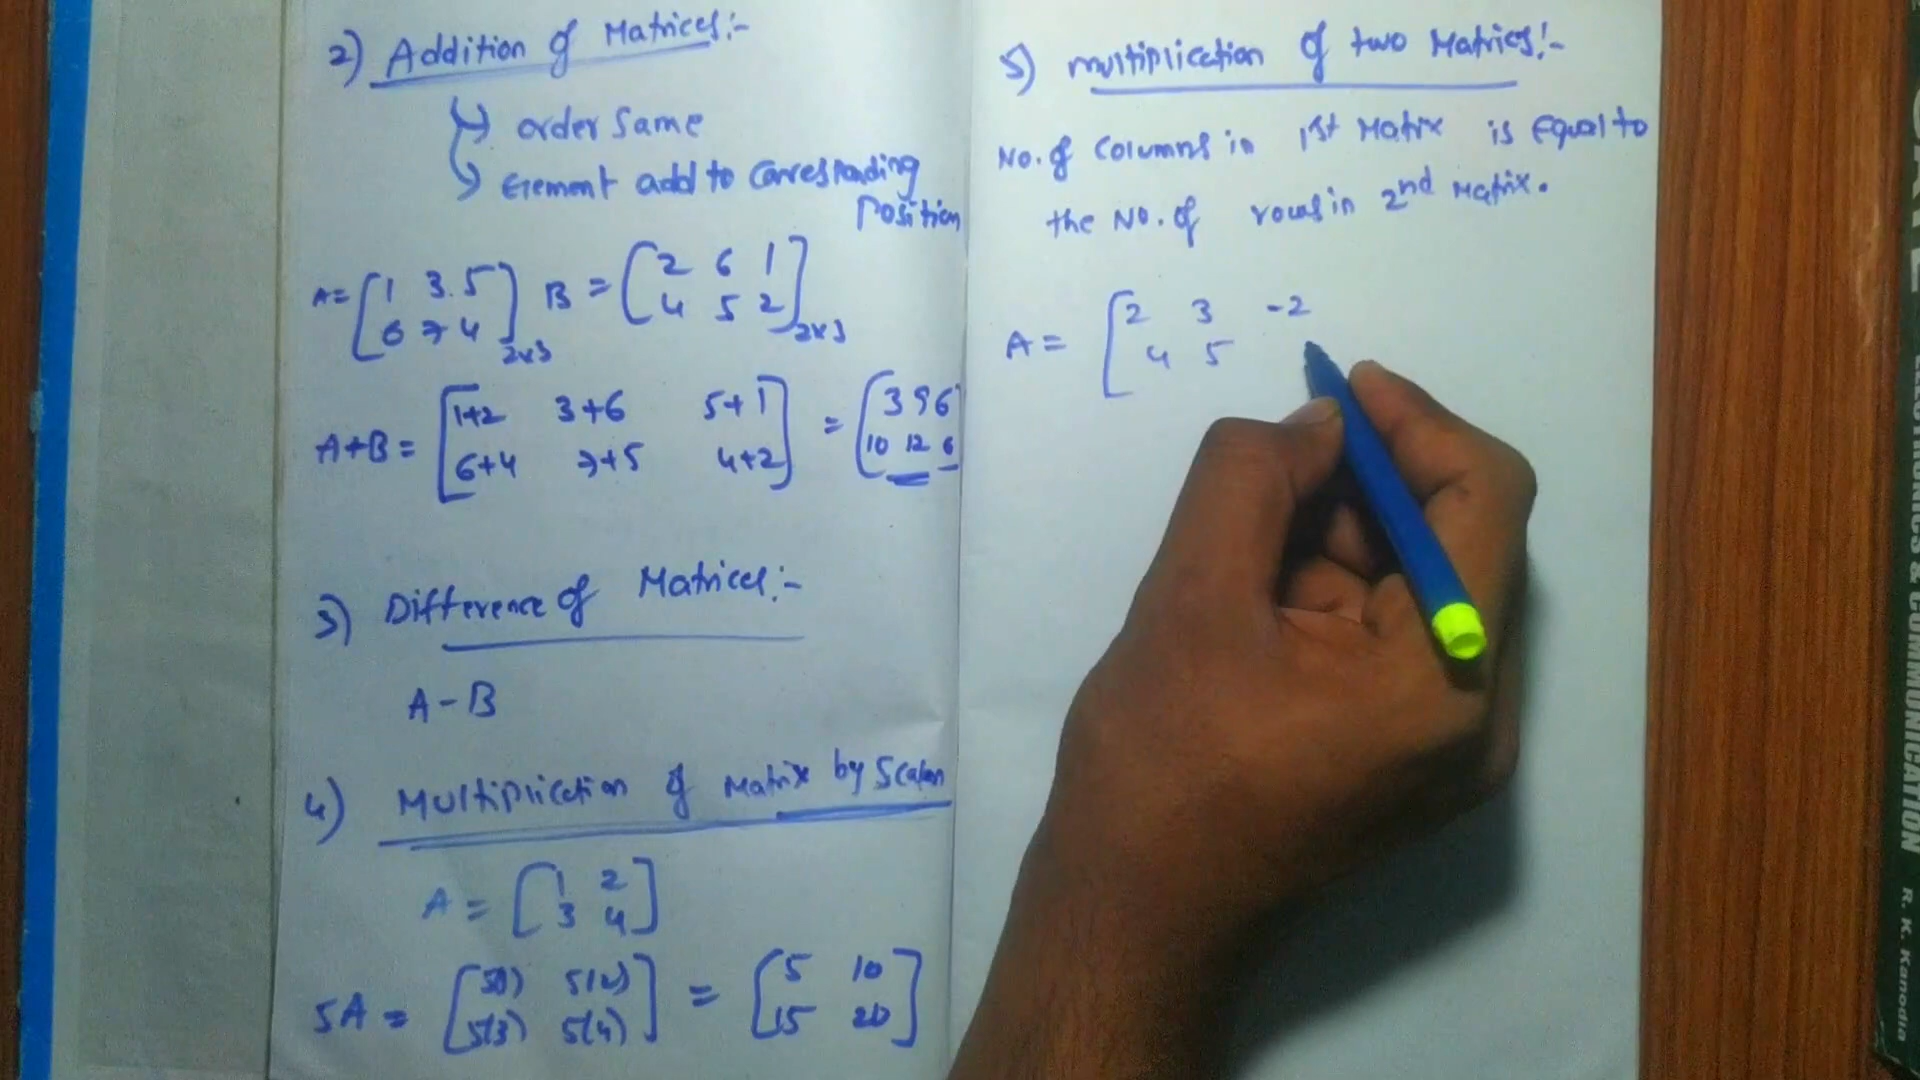 2) Addition of Matrices:-
→ order same
→ Element add to Corresponding
Position
A= [1 3 5] B = [2 6 1]
6 7 4 2x3 4 5 2 2x3
A+B = [1+2 3+6 5+1] = [3 9 6
6+4 7+5 4+2 10 12 6
3) Difference of Matrices:-
A-B
4) Multiplication of Matrix by Scalar
A = [1 2]
3 4
5A = [5(1) 5(2)] = [5 10]
5(3) 5(4) 15 20
5) Multiplication of two Matrices:-
No. of Columns in 1st Matrix is equal to
the No. of rows in 2nd Matrix.
A = [2 3 -2
4 5
ELECTRONICS & COMMUNICATION
R. K. Kanodia